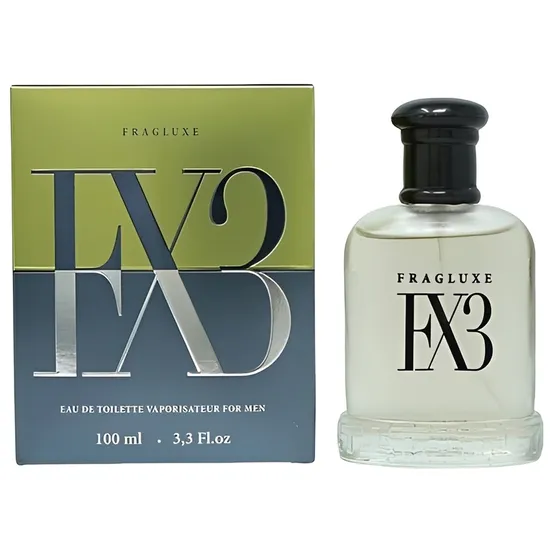 FRAGLUXE
FX3
EAU DE TOILETTE VAPORISATEUR FOR MEN
100 ml . 3,3 Fl.oz
FRAGLUXE
FX3